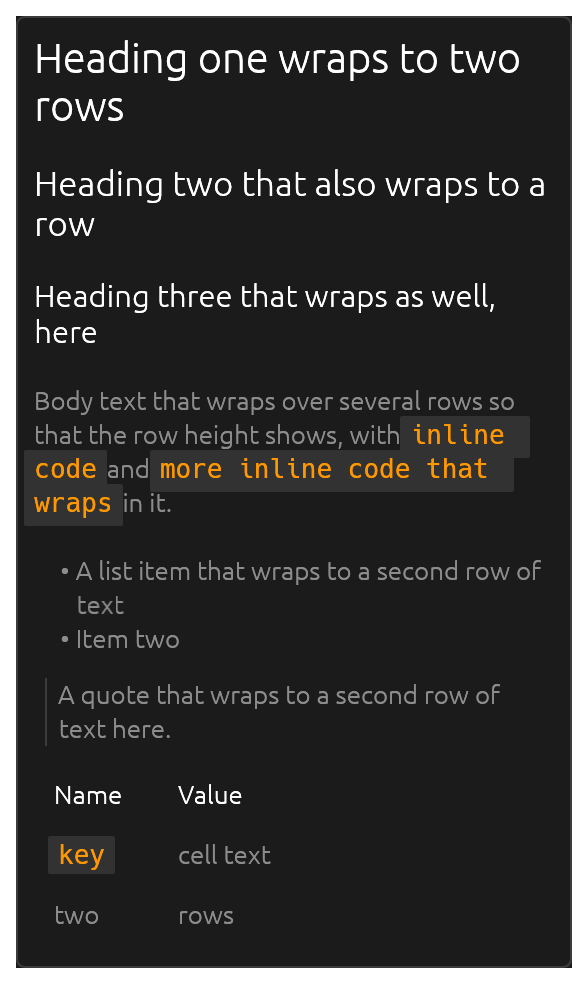 Heading one wraps to two
rows
Heading two that also wraps to a
row
Heading three that wraps as well,
here
Body text that wraps over several rows so
that the row height shows, with inline
code and more inline code that
wraps in it.
• A list item that wraps to a second row of
text
• Item two
A quote that wraps to a second row of
text here.
Name Value
key cell text
two rows